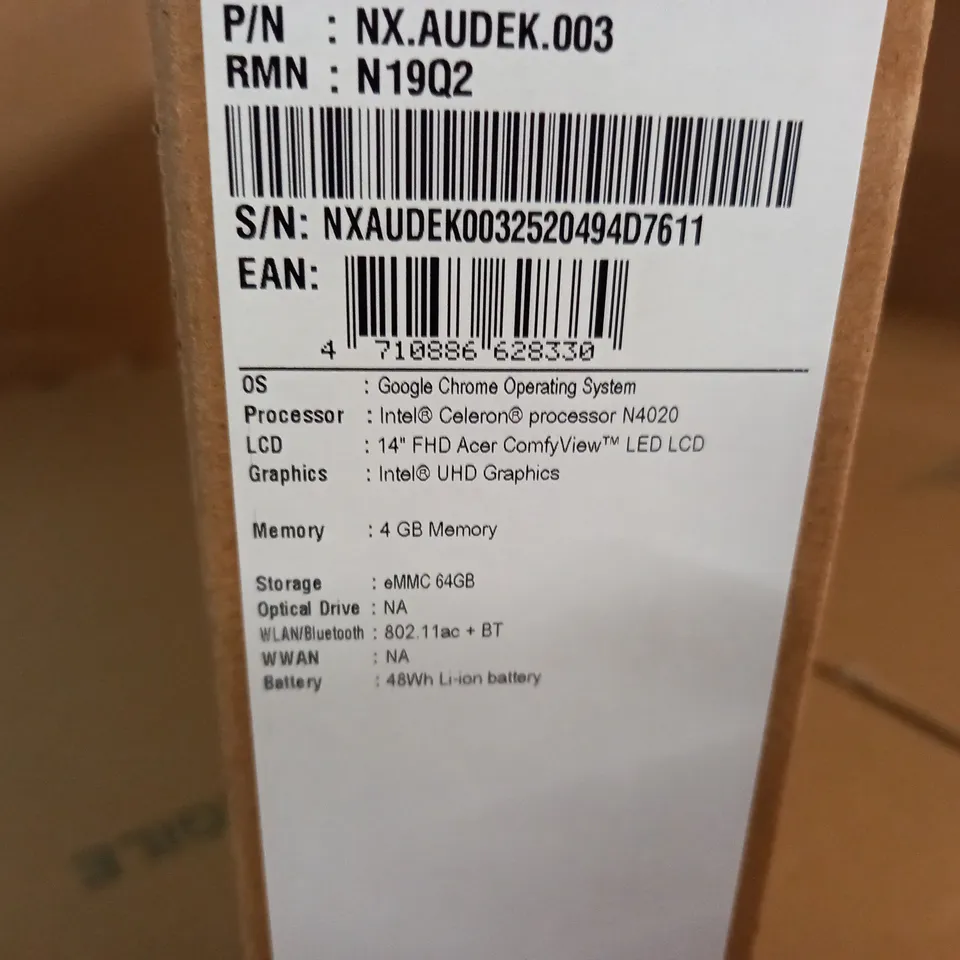 P/N : NX.AUDEK.003
RMN : N19Q2
S/N: NXAUDEK0032520494D7611
EAN:
4 710886 628330
OS : Google Chrome Operating System
Processor : Intel® Celeron® processor N4020
LCD : 14" FHD Acer ComfyView™ LED LCD
Graphics : Intel® UHD Graphics
Memory : 4 GB Memory
Storage : eMMC 64GB
Optical Drive : NA
WLAN/Bluetooth : 802.11ac + BT
WWAN : NA
Battery : 48Wh Li-ion battery